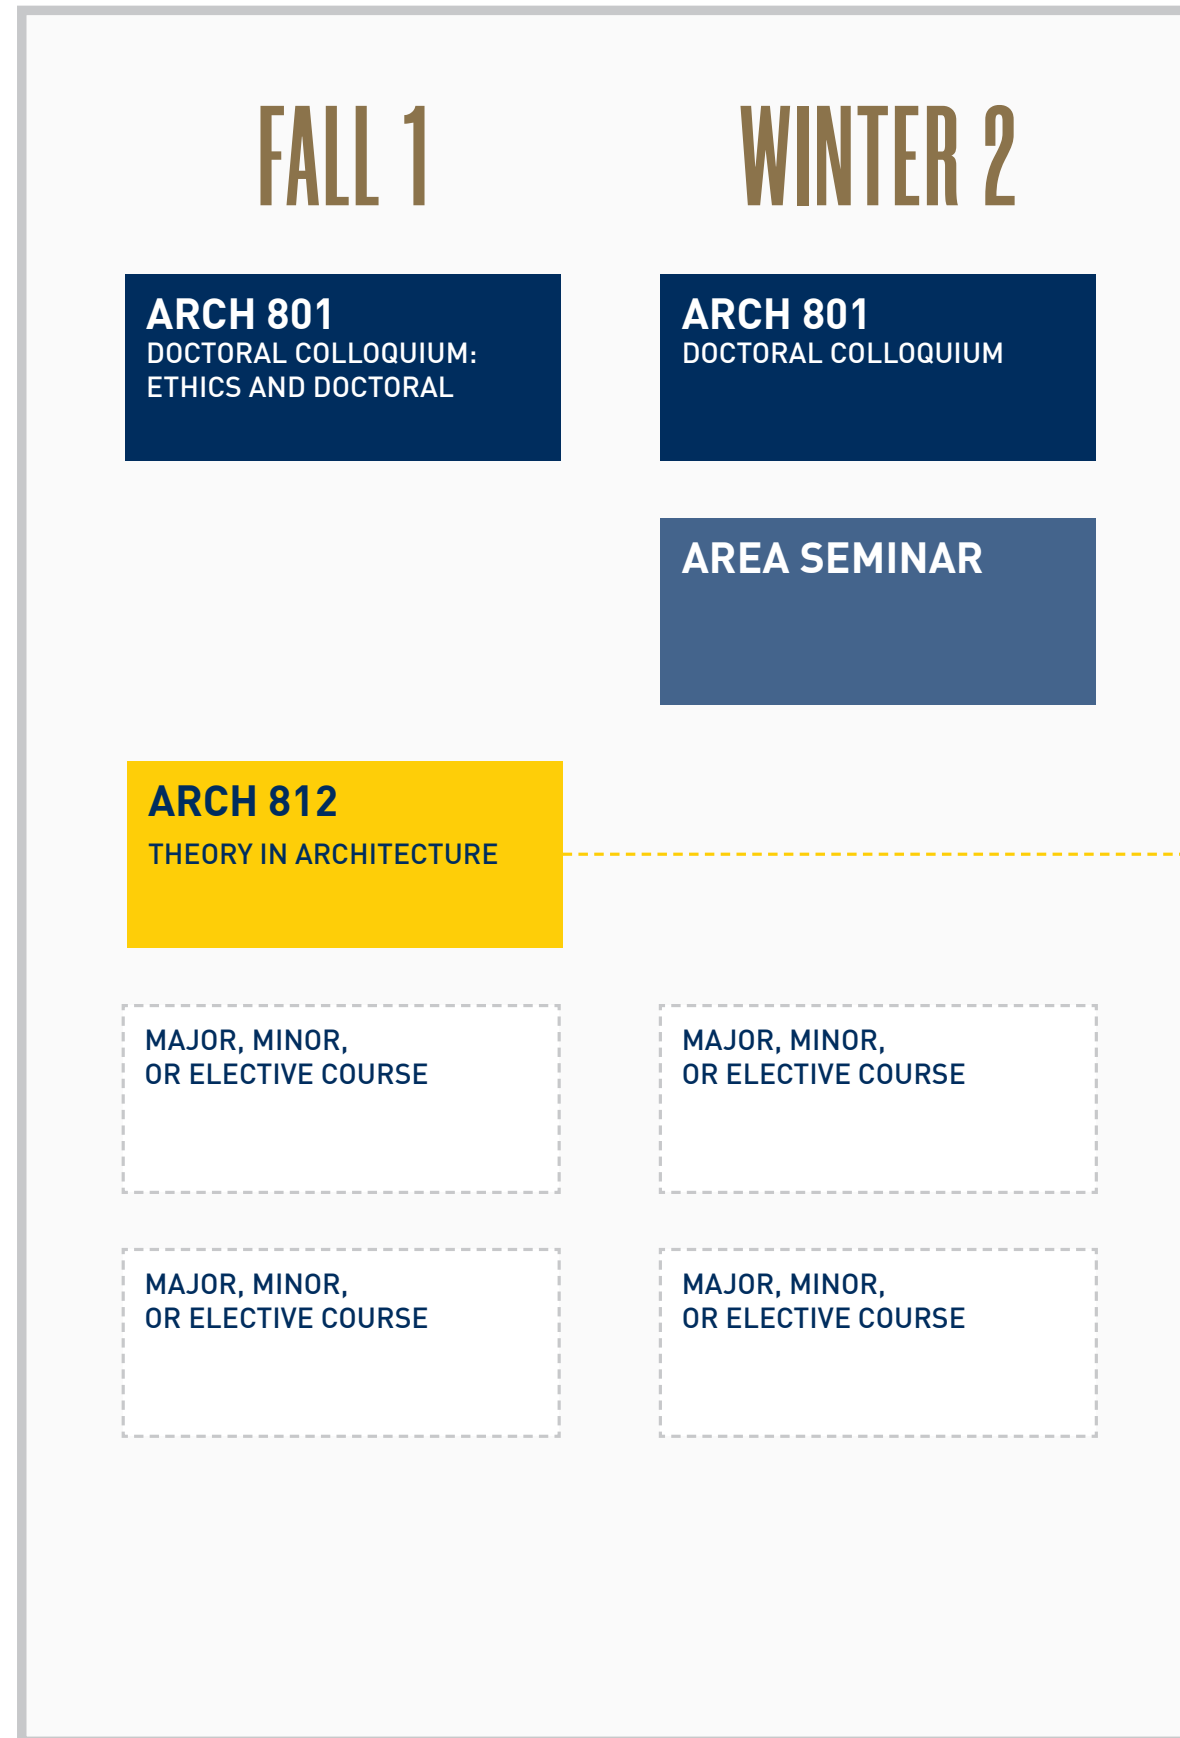 FALL 1
ARCH 801
DOCTORAL COLLOQUIUM:
ETHICS AND DOCTORAL
ARCH 812
THEORY IN ARCHITECTURE
MAJOR, MINOR,
OR ELECTIVE COURSE
MAJOR, MINOR,
OR ELECTIVE COURSE
WINTER 2
ARCH 801
DOCTORAL COLLOQUIUM
AREA SEMINAR
MAJOR, MINOR,
OR ELECTIVE COURSE
MAJOR, MINOR,
OR ELECTIVE COURSE